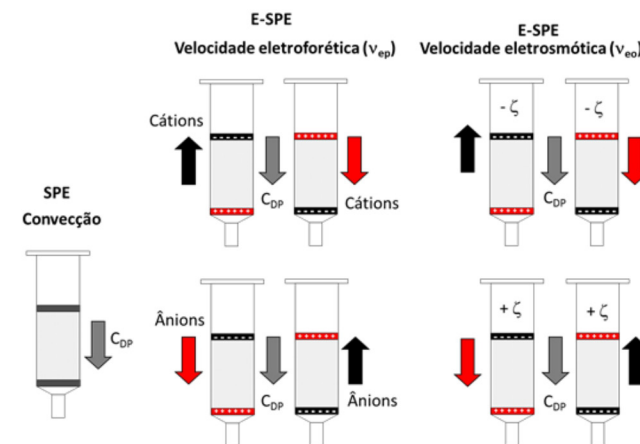 E-SPE
Velocidade eletroforética (νep)
E-SPE
Velocidade eletrosmótica (νeo)
Cátions
CDP
Cátions
- ζ
- ζ
CDP
SPE
Convecção
CDP
Ânions
CDP
Ânions
+ ζ
+ ζ
CDP